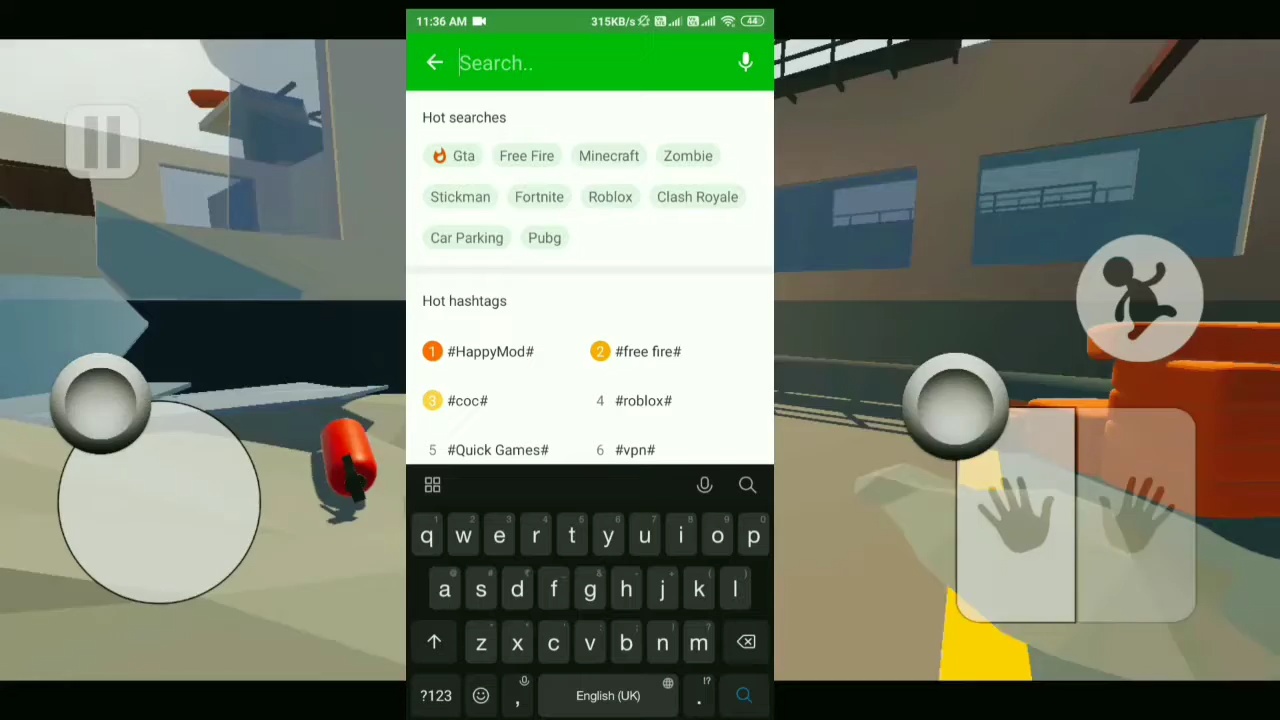 11:36 AM 315KB/s 44
Search..
Hot searches
Gta Free Fire Minecraft Zombie
Stickman Fortnite Roblox Clash Royale
Car Parking Pubg
Hot hashtags
1 #HappyMod# 2 #free fire#
3 #coc# 4 #roblox#
5 #Quick Games# 6 #vpn#
q w e r t y u i o p
a s d f g h j k l
z x c v b n m
?123 , English (UK) .